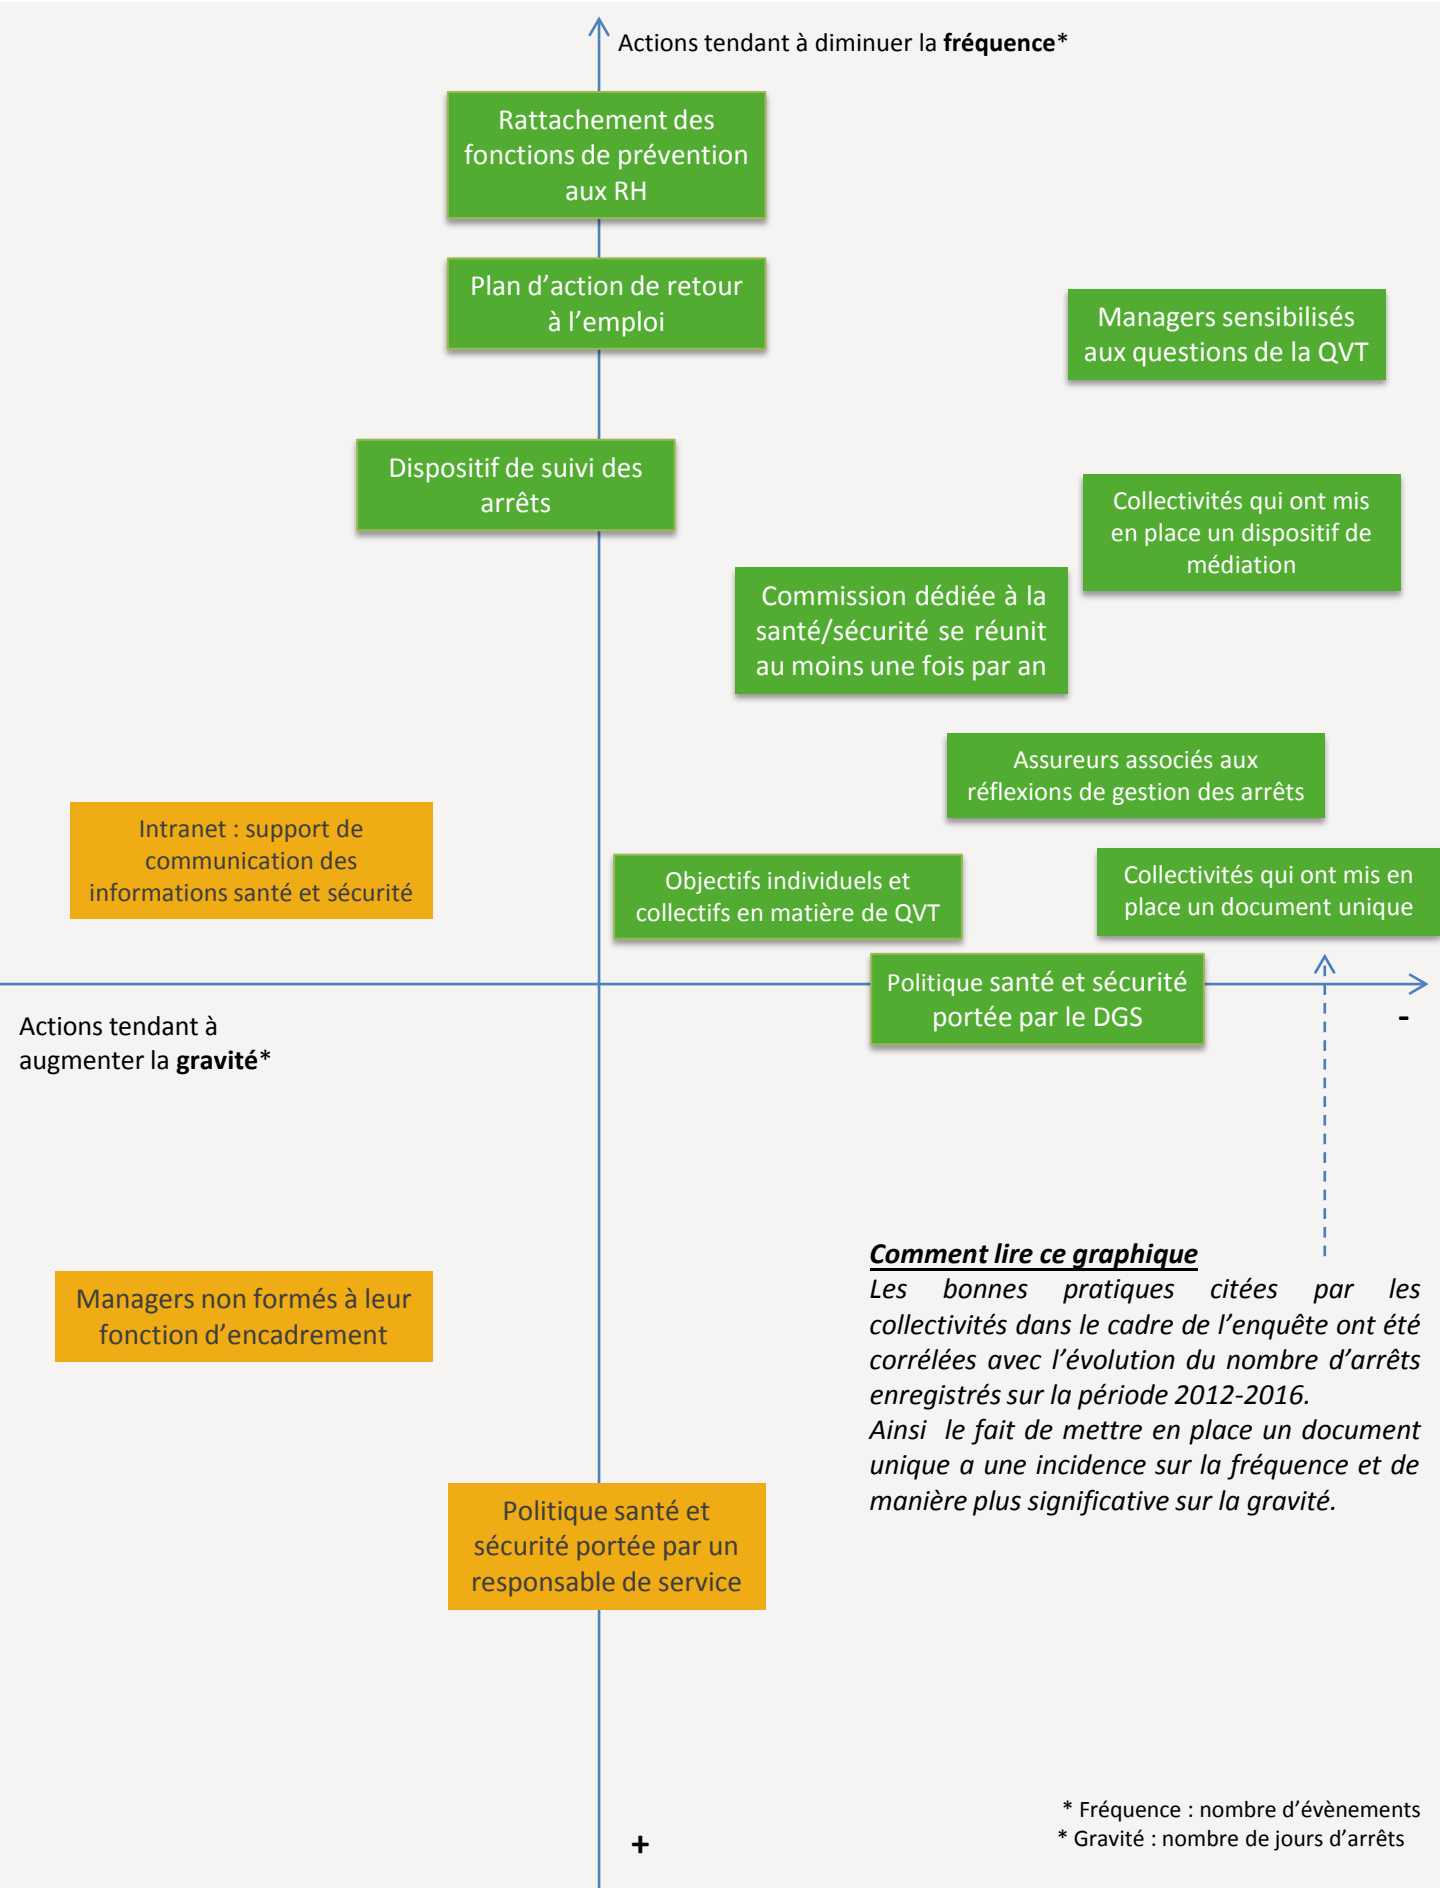 Actions tendant à diminuer la fréquence*
Rattachement des
fonctions de prévention
aux RH
Plan d’action de retour
à l’emploi
Managers sensibilisés
aux questions de la QVT
Dispositif de suivi des
arrêts
Collectivités qui ont mis
en place un dispositif de
médiation
Commission dédiée à la
santé/sécurité se réunit
au moins une fois par an
Assureurs associés aux
réflexions de gestion des arrêts
Intranet : support de
communication des
informations santé et sécurité
Objectifs individuels et
collectifs en matière de QVT
Collectivités qui ont mis en
place un document unique
Politique santé et sécurité
portée par le DGS
-
Actions tendant à
augmenter la gravité*
Managers non formés à leur
fonction d’encadrement
Comment lire ce graphique
Les bonnes pratiques citées par les
collectivités dans le cadre de l’enquête ont été
corrélées avec l’évolution du nombre d’arrêts
enregistrés sur la période 2012-2016.
Ainsi le fait de mettre en place un document
unique a une incidence sur la fréquence et de
manière plus significative sur la gravité.
Politique santé et
sécurité portée par un
responsable de service
* Fréquence : nombre d’évènements
* Gravité : nombre de jours d’arrêts
+